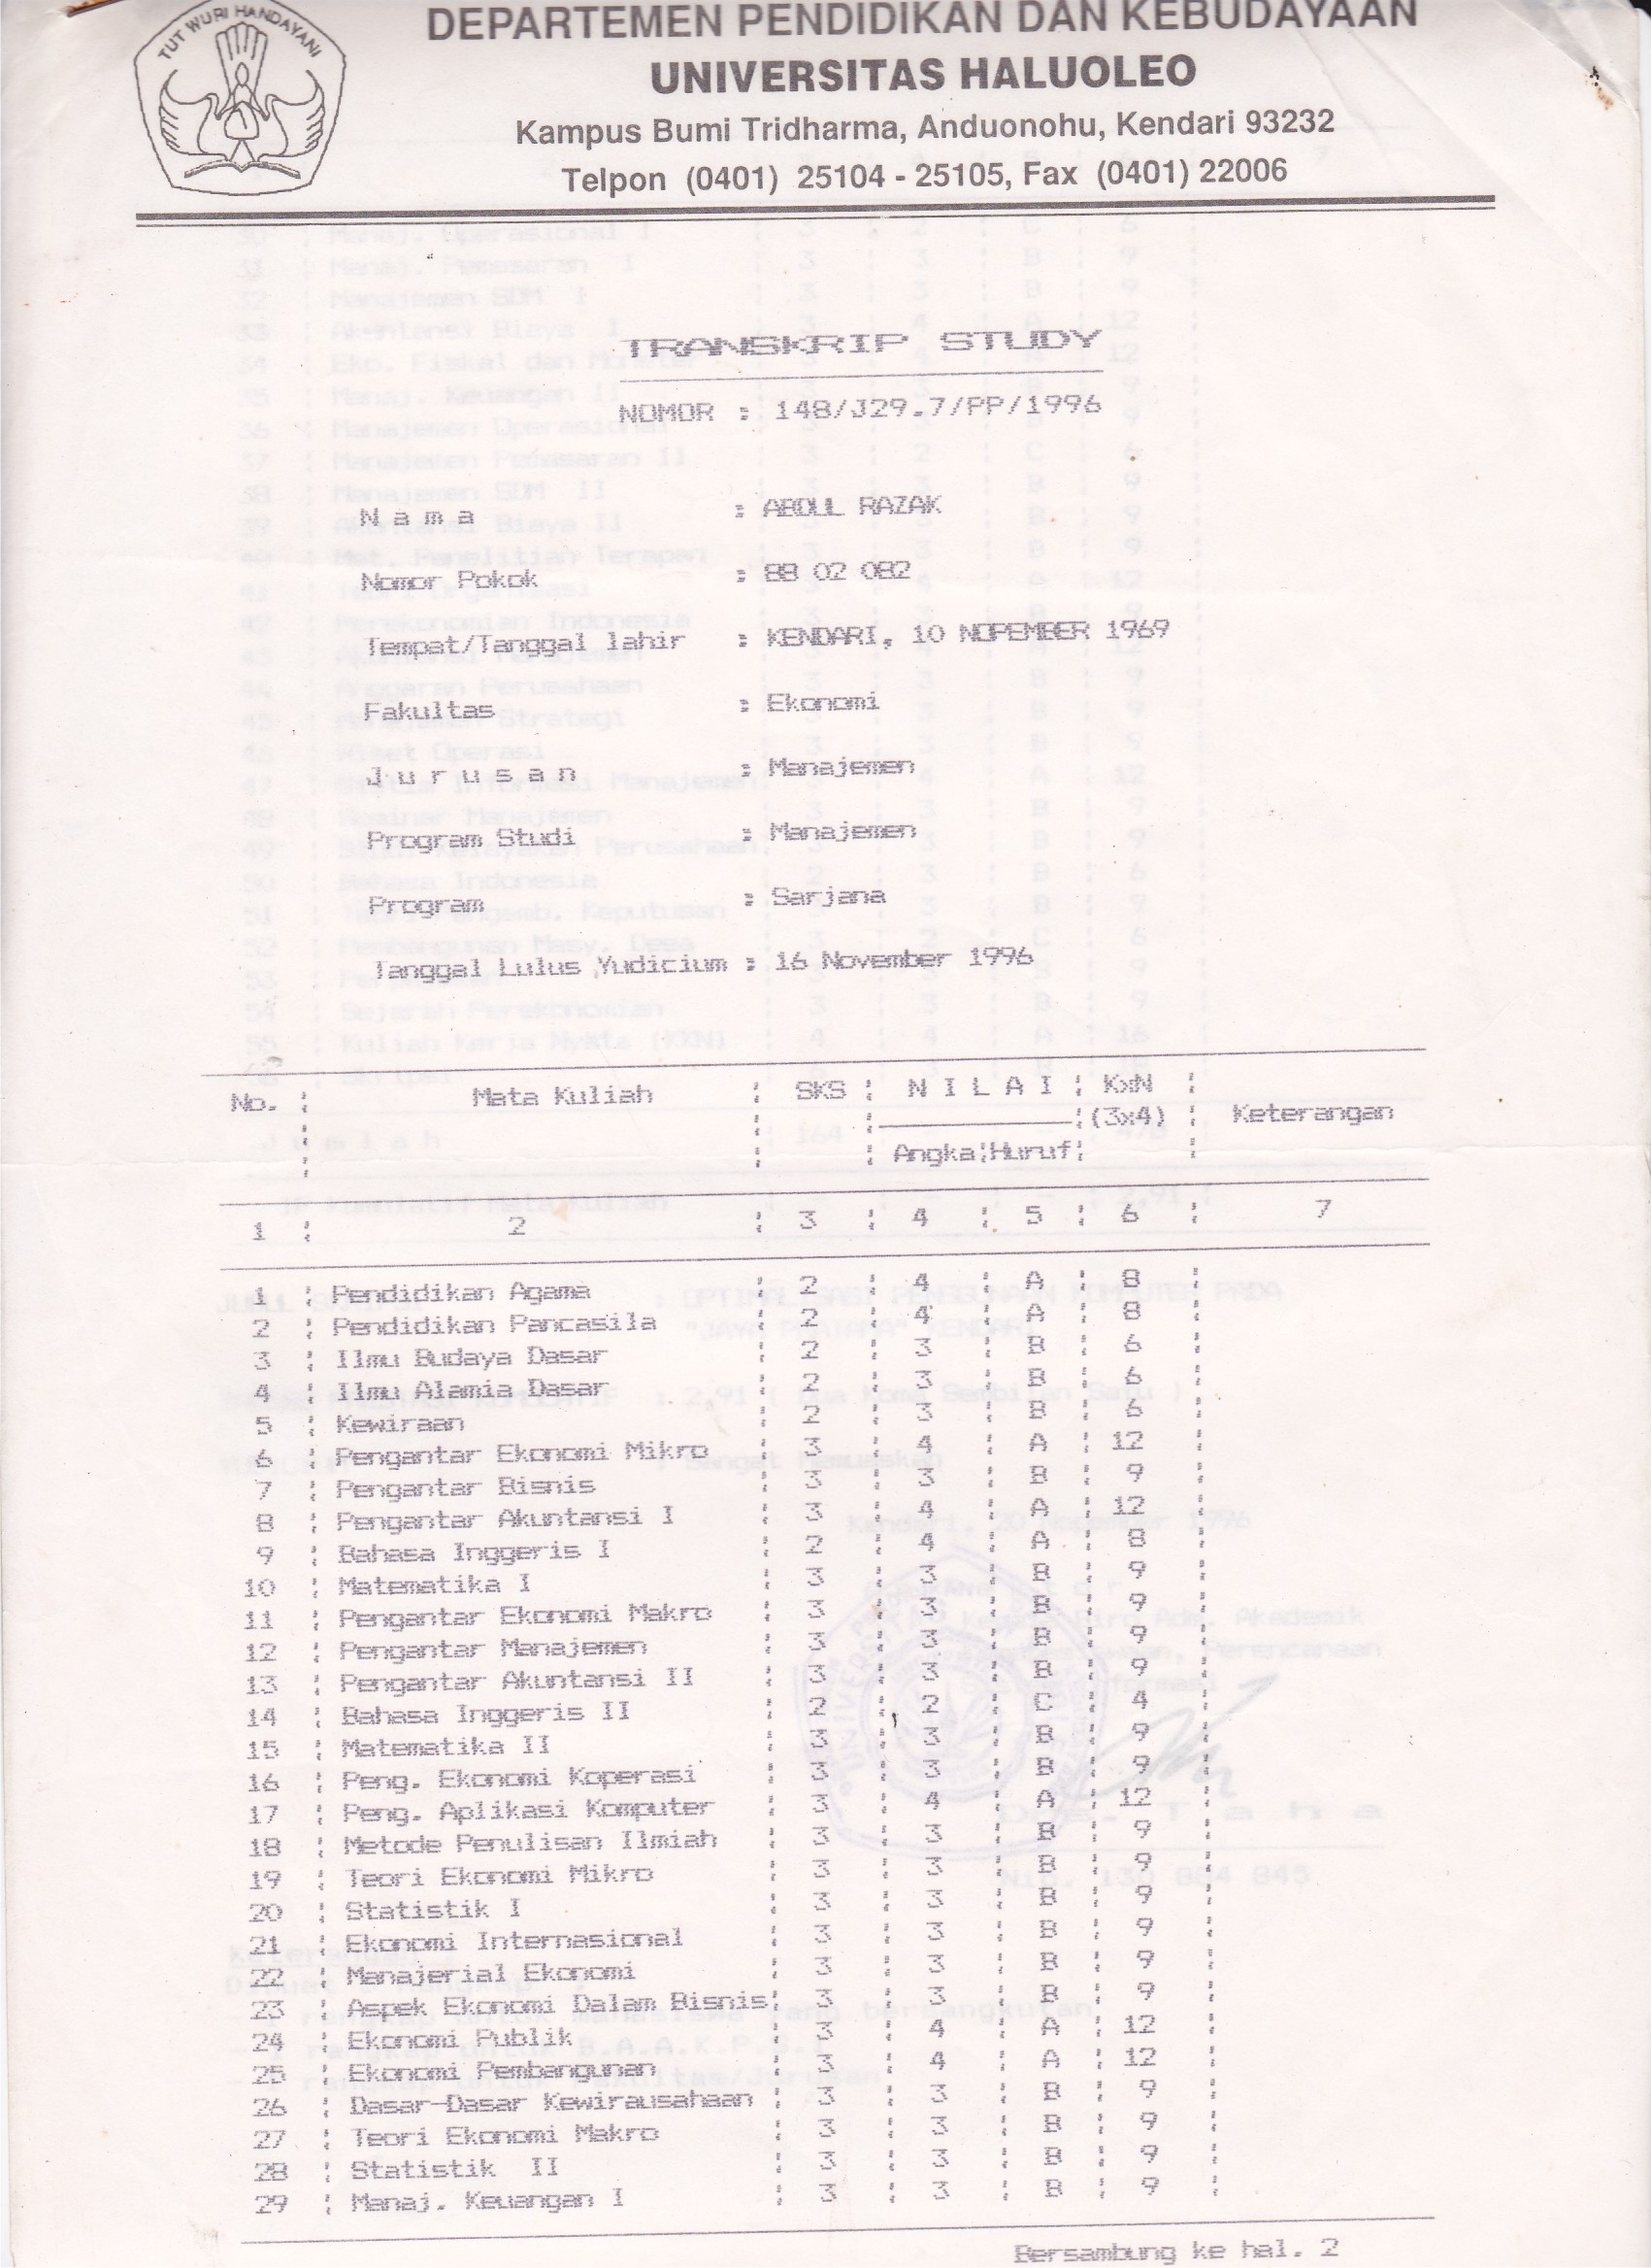 TUT WURI HANDAYANI
DEPARTEMEN PENDIDIKAN DAN KEBUDAYAAN
UNIVERSITAS HALUOLEO
Kampus Bumi Tridharma, Anduonohu, Kendari 93232
Telpon (0401) 25104 - 25105, Fax (0401) 22006
TRANSKRIP STUDY
NOMOR : 148/J29.7/PP/1996
N a m a : ABDUL RAZAK
Nomor Pokok : 88 02 082
Tempat/Tanggal lahir : KENDARI, 10 NOPEMBER 1969
Fakultas : Ekonomi
J u r u s a n : Manajemen
Program Studi : Manajemen
Program : Sarjana
Tanggal Lulus Yudicium : 16 November 1996
No. : Mata Kuliah : SKS : N I L A I : KxN : Keterangan
: : : : (3x4) :
: : : Angka : Huruf : :
1 : 2 : 3 : 4 : 5 : 6 : 7
1 : Pendidikan Agama : 2 : 4 : A : 8 :
2 : Pendidikan Pancasila : 2 : 4 : A : 8 :
3 : Ilmu Budaya Dasar : 2 : 3 : B : 6 :
4 : Ilmu Alamia Dasar : 2 : 3 : B : 6 :
5 : Kewiraan : 2 : 3 : B : 6 :
6 : Pengantar Ekonomi Mikro : 3 : 4 : A : 12 :
7 : Pengantar Bisnis : 3 : 3 : B : 9 :
8 : Pengantar Akuntansi I : 3 : 4 : A : 12 :
9 : Bahasa Inggeris I : 2 : 4 : A : 8 :
10 : Matematika I : 3 : 3 : B : 9 :
11 : Pengantar Ekonomi Makro : 3 : 3 : B : 9 :
12 : Pengantar Manajemen : 3 : 3 : B : 9 :
13 : Pengantar Akuntansi II : 3 : 3 : B : 9 :
14 : Bahasa Inggeris II : 2 : 2 : C : 4 :
15 : Matematika II : 3 : 3 : B : 9 :
16 : Peng. Ekonomi Koperasi : 3 : 3 : B : 9 :
17 : Peng. Aplikasi Komputer : 3 : 4 : A : 12 :
18 : Metode Penulisan Ilmiah : 3 : 3 : B : 9 :
19 : Teori Ekonomi Mikro : 3 : 3 : B : 9 :
20 : Statistik I : 3 : 3 : B : 9 :
21 : Ekonomi Internasional : 3 : 3 : B : 9 :
22 : Manajerial Ekonomi : 3 : 3 : B : 9 :
23 : Aspek Ekonomi Dalam Bisnis : 3 : 3 : B : 9 :
24 : Ekonomi Publik : 3 : 4 : A : 12 :
25 : Ekonomi Pembangunan : 3 : 4 : A : 12 :
26 : Dasar-Dasar Kewirausahaan : 3 : 3 : B : 9 :
27 : Teori Ekonomi Makro : 3 : 3 : B : 9 :
28 : Statistik II : 3 : 3 : B : 9 :
29 : Manaj. Keuangan I : 3 : 3 : B : 9 :
Bersambung ke hal. 2